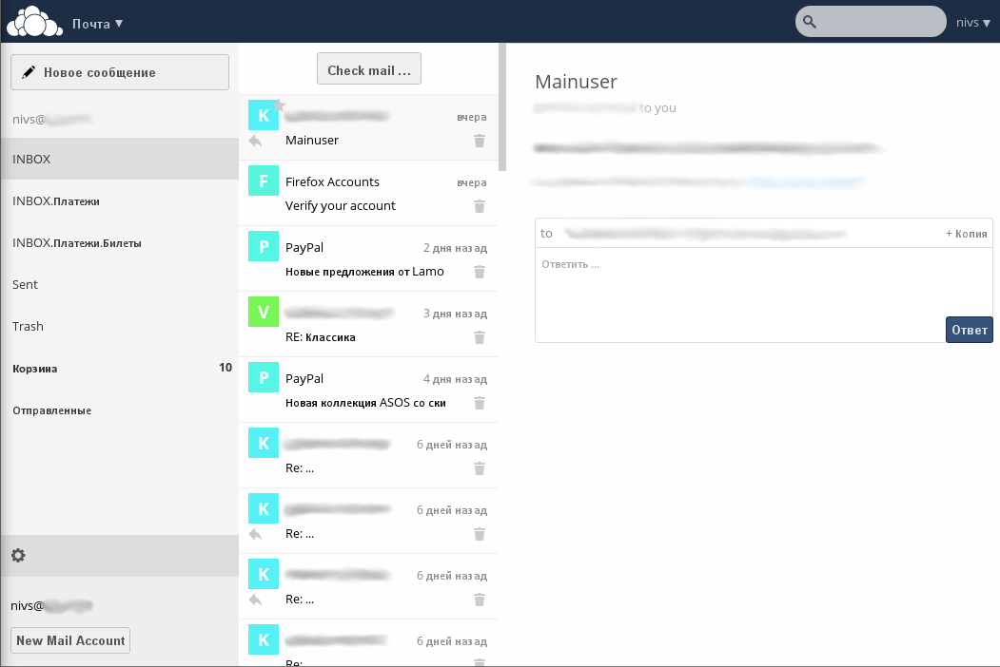 Почта ▼
nivs ▼
Новое сообщение
nivs@
INBOX
INBOX.Платежи
INBOX.Платежи.Билеты
Sent
Trash
Корзина 10
Отправленные
nivs@
New Mail Account
Check mail ...
K вчера
Mainuser
F Firefox Accounts вчера
Verify your account
P PayPal 2 дня назад
Новые предложения от Lamo
V 3 дня назад
RE: Классика
P PayPal 4 дня назад
Новая коллекция ASOS со ски
K 6 дней назад
Re: ...
K 6 дней назад
Re: ...
K 6 дней назад
Re: ...
K 6 дней назад
Re:
Mainuser
to you
to + Копия
Ответить ...
Ответ